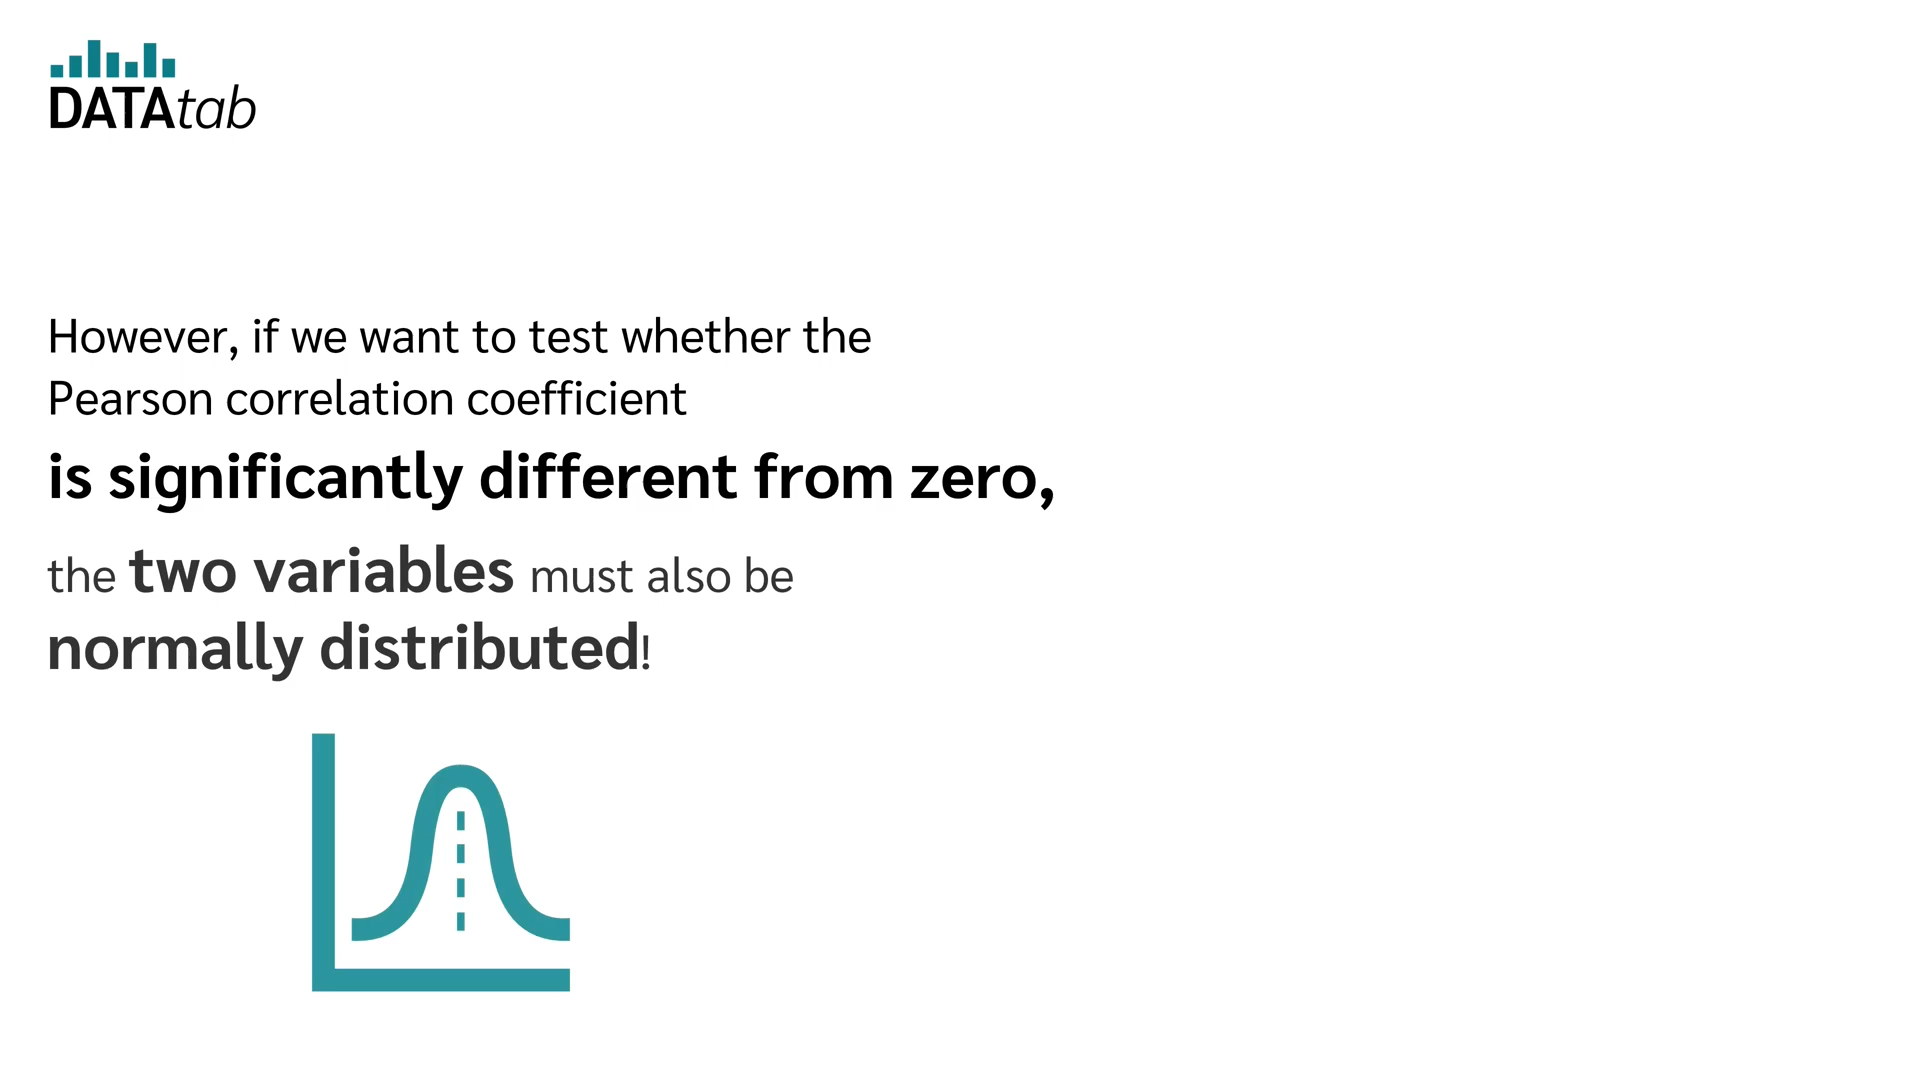 DATAtab
However, if we want to test whether the
Pearson correlation coefficient
is significantly different from zero,
the two variables must also be
normally distributed!